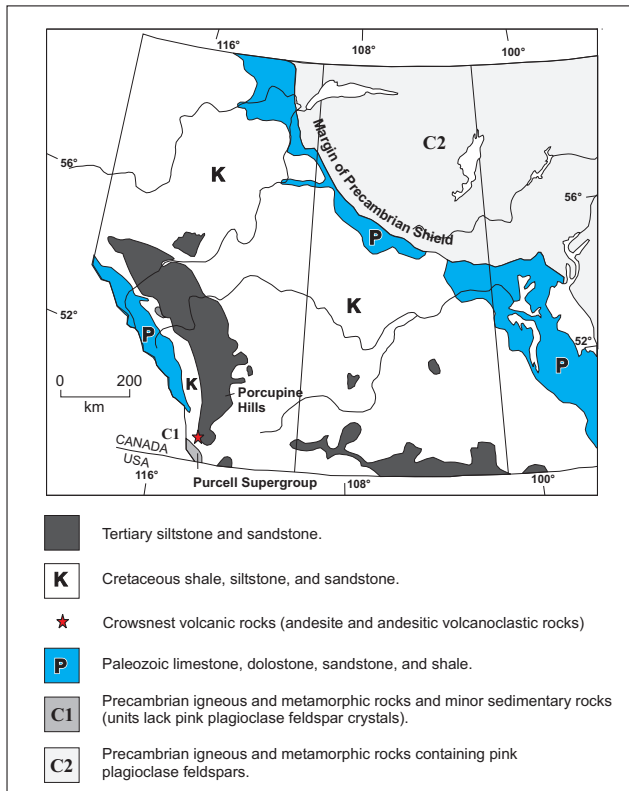 116°
108°
100°
C2
56°
K
Margin of Precambrian Shield
56°
P
52°
K
52°
P
P
0 200
km
K
Porcupine
Hills
C1
CANADA
USA
116°
Purcell Supergroup
108°
100°
Tertiary siltstone and sandstone.
K Cretaceous shale, siltstone, and sandstone.
Crowsnest volcanic rocks (andesite and andesitic volcanoclastic rocks)
P Paleozoic limestone, dolostone, sandstone, and shale.
C1 Precambrian igneous and metamorphic rocks and minor sedimentary rocks
(units lack pink plagioclase feldspar crystals).
C2 Precambrian igneous and metamorphic rocks containing pink
plagioclase feldspars.